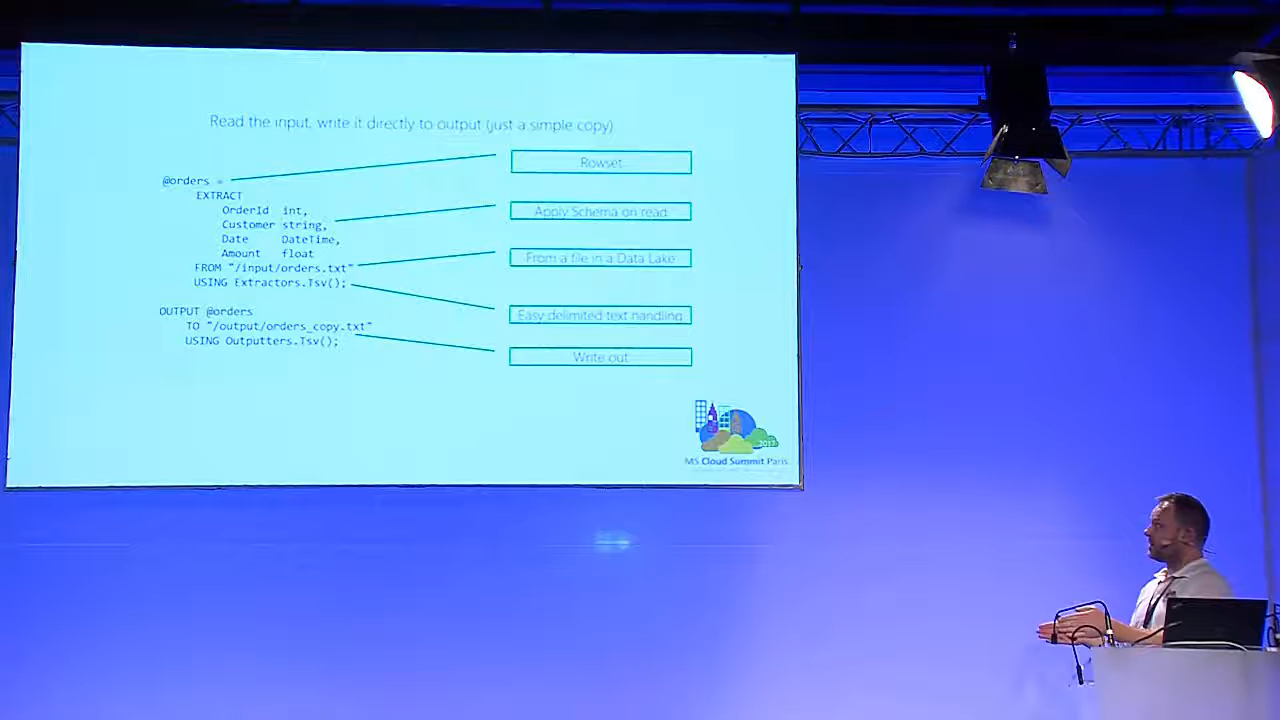 Read the input, write it directly to output (just a simple copy)
@orders =
EXTRACT
OrderId int,
Customer string,
Date DateTime,
Amount float
FROM "/input/orders.txt"
USING Extractors.Tsv();
OUTPUT @orders
TO "/output/orders_copy.txt"
USING Outputters.Tsv();
Rowset
Apply Schema on read
From a file in a Data Lake
Easy delimited text handling
Write out
2017
MS Cloud Summit Paris